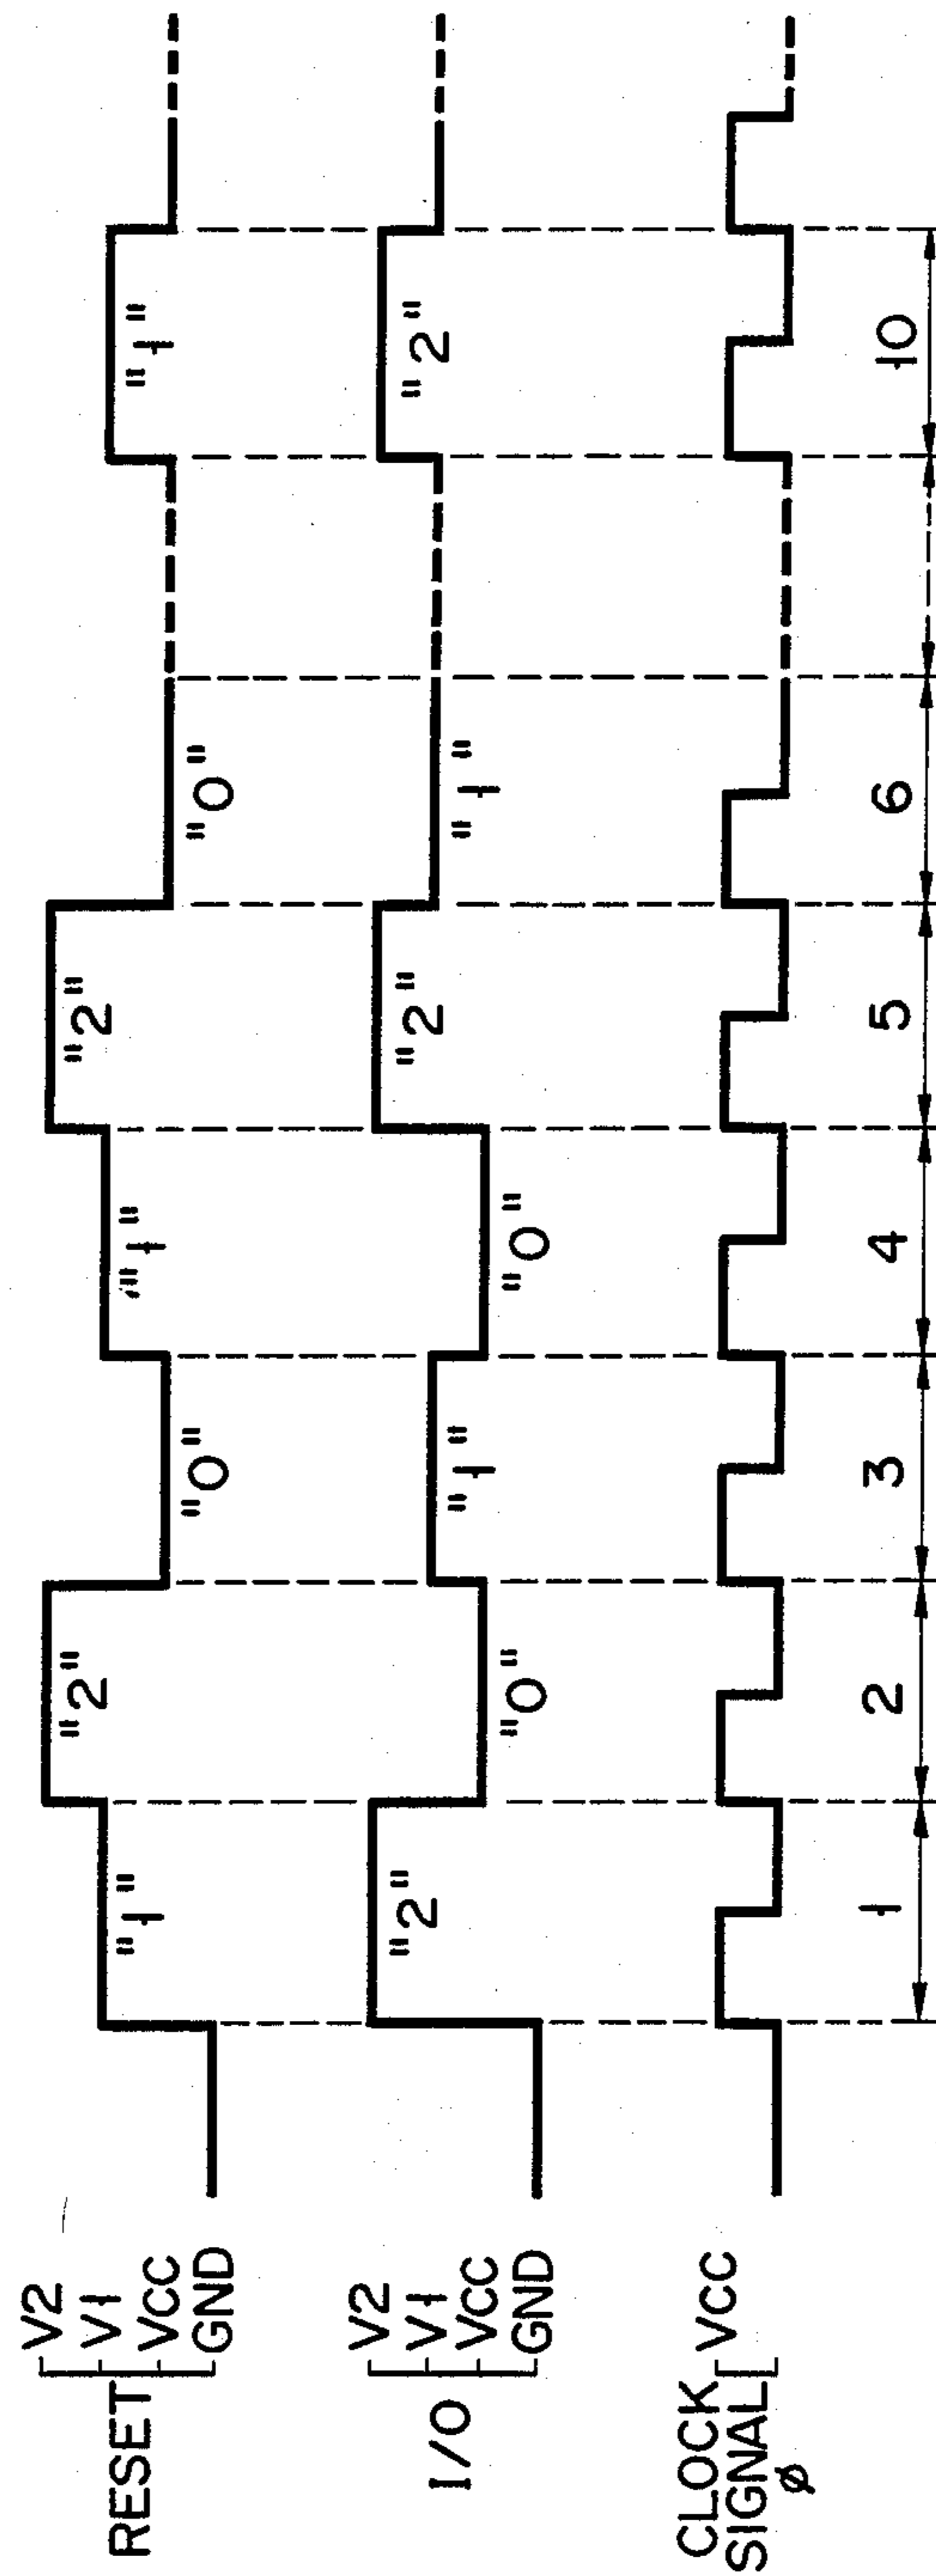 RESET
V2
V1
VCC
GND
"1" "2" "0" "1" "2" "0" "1"
I/O
V2
V1
VCC
GND
"2" "0" "1" "0" "2" "1" "2"
CLOCK
SIGNAL
ø
VCC
1 2 3 4 5 6 10